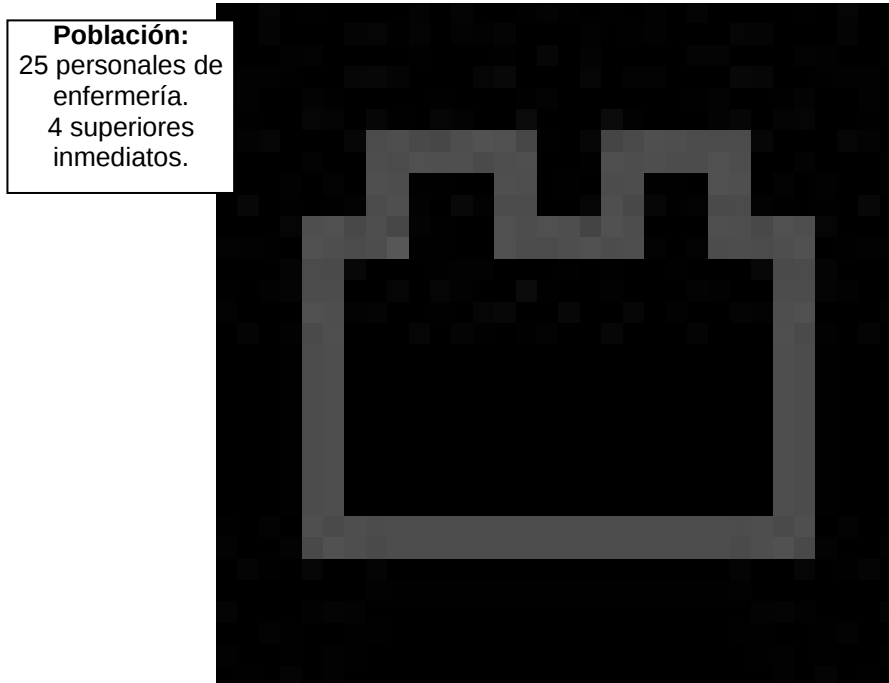 Población:
25 personales de
enfermería.
4 superiores
inmediatos.